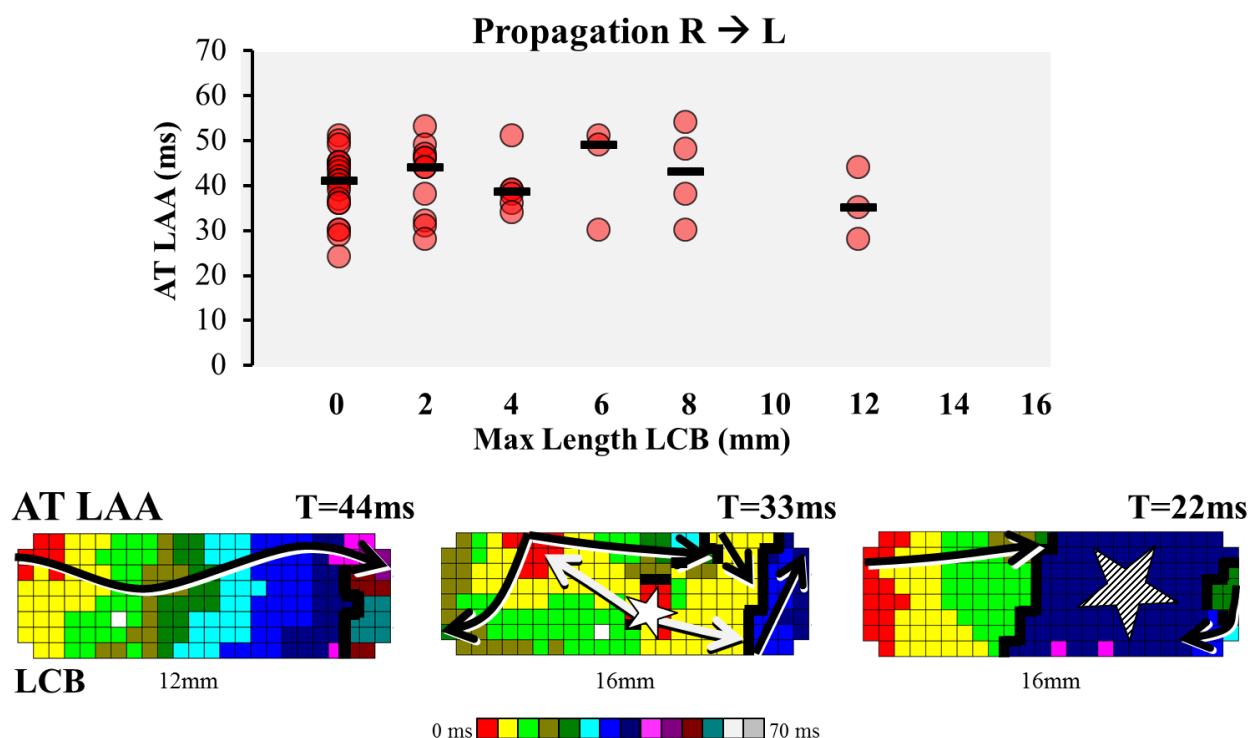 Propagation R → L
70
60
50
40
30
20
10
0
AT LAA (ms)
0 2 4 6 8 10 12 14 16
Max Length LCB (mm)
AT LAA T=44ms T=33ms T=22ms
LCB 12mm 16mm 16mm
0 ms 70 ms